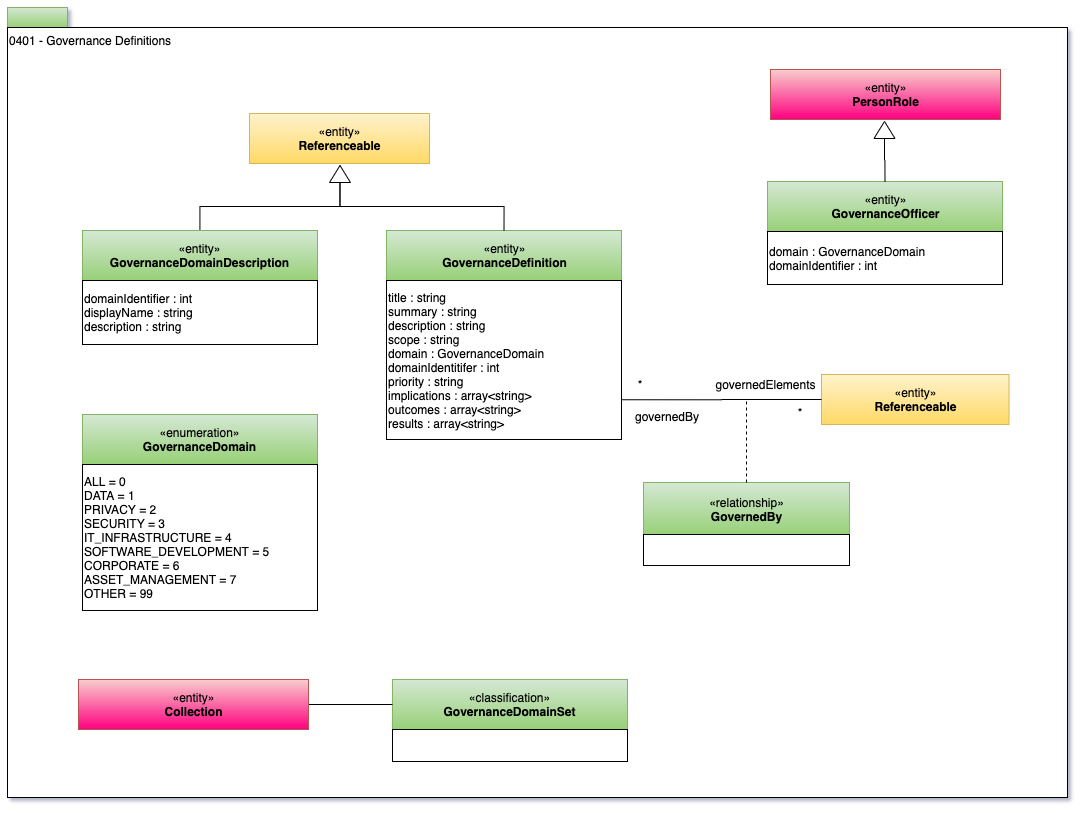 0401 - Governance Definitions
«entity»
PersonRole
«entity»
Referenceable
«entity»
GovernanceOfficer
domain : GovernanceDomain
domainIdentifier : int
«entity»
GovernanceDomainDescription
domainIdentifier : int
displayName : string
description : string
«entity»
GovernanceDefinition
title : string
summary : string
description : string
scope : string
domain : GovernanceDomain
domainIdentitifer : int
priority : string
implications : array<string>
outcomes : array<string>
results : array<string>
*
governedElements
governedBy
*
«entity»
Referenceable
«enumeration»
GovernanceDomain
ALL = 0
DATA = 1
PRIVACY = 2
SECURITY = 3
IT_INFRASTRUCTURE = 4
SOFTWARE_DEVELOPMENT = 5
CORPORATE = 6
ASSET_MANAGEMENT = 7
OTHER = 99
«relationship»
GovernedBy
«entity»
Collection
«classification»
GovernanceDomainSet